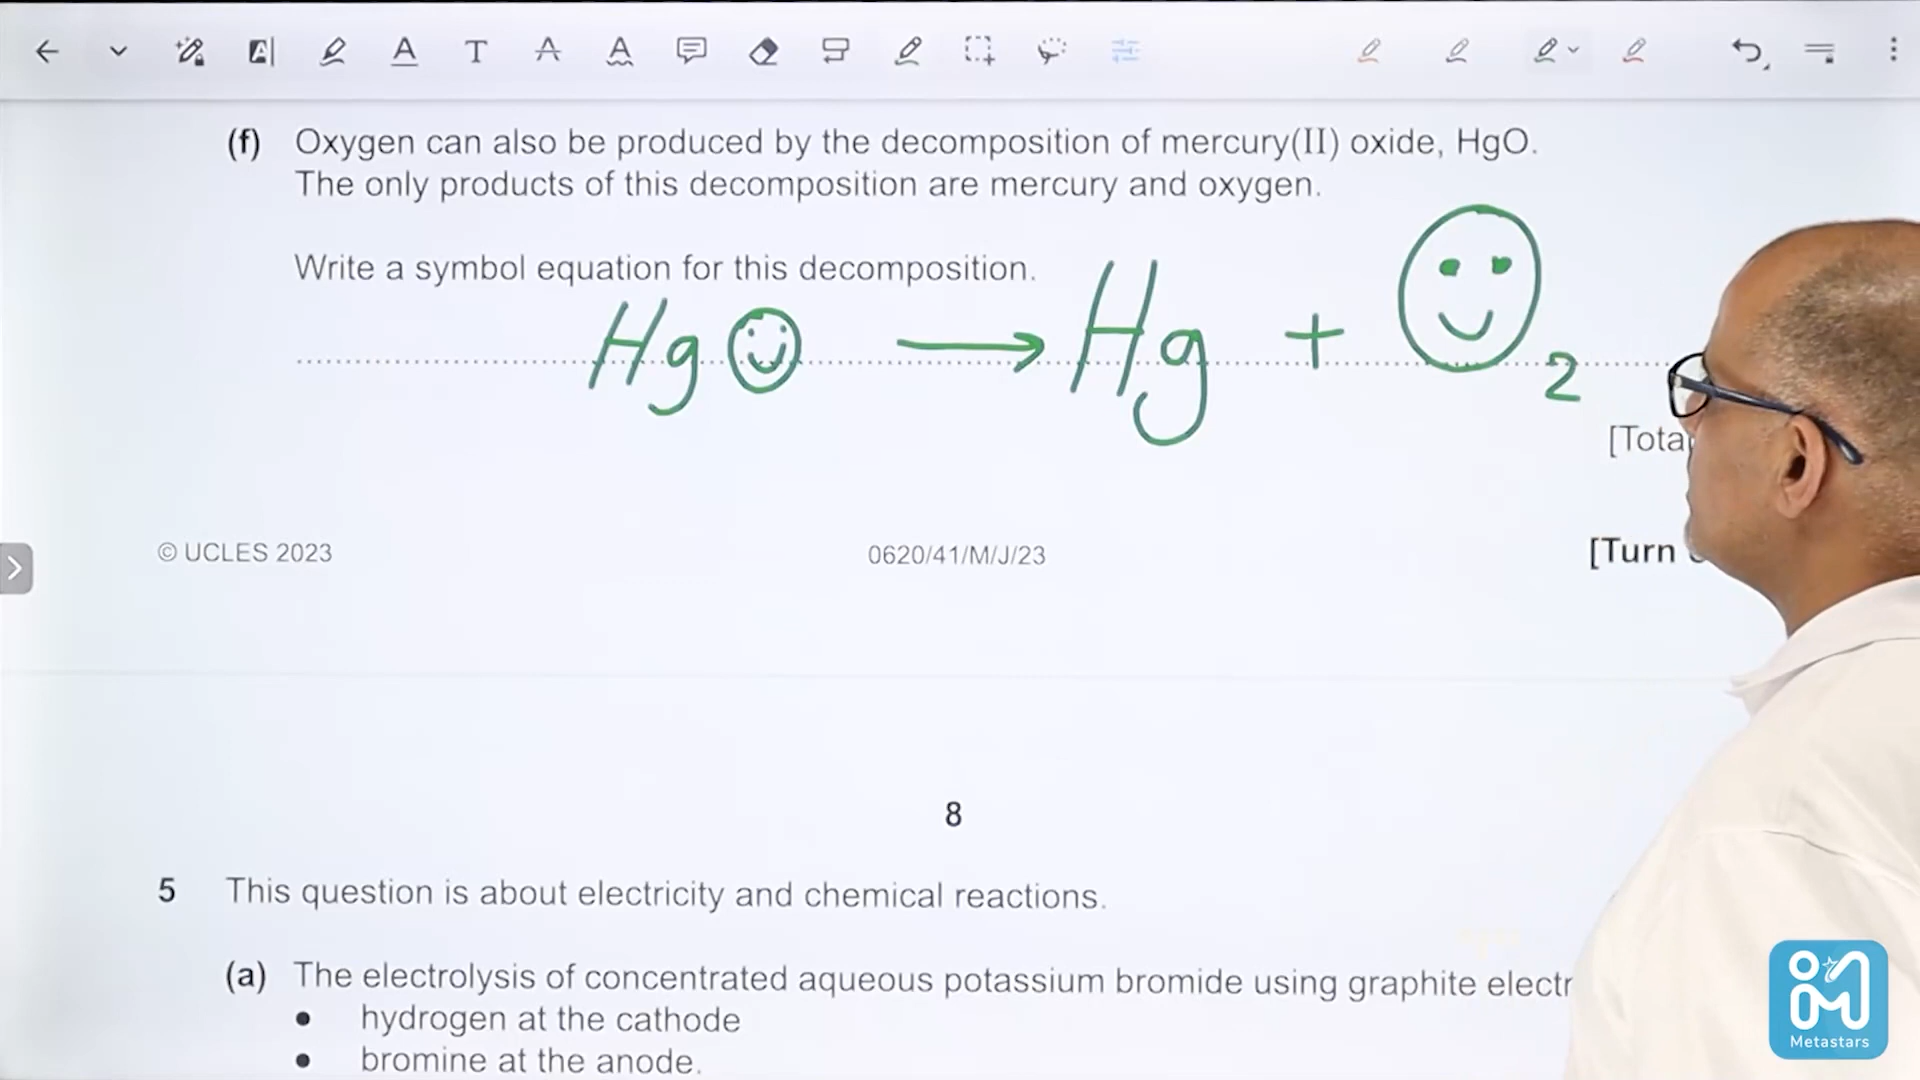 (f) Oxygen can also be produced by the decomposition of mercury(II) oxide, HgO.
The only products of this decomposition are mercury and oxygen.
Write a symbol equation for this decomposition.
HgO → Hg + O2
[Tota
© UCLES 2023
0620/41/M/J/23
[Turn
8
5 This question is about electricity and chemical reactions.
(a) The electrolysis of concentrated aqueous potassium bromide using graphite electr
• hydrogen at the cathode
• bromine at the anode.
Metastars